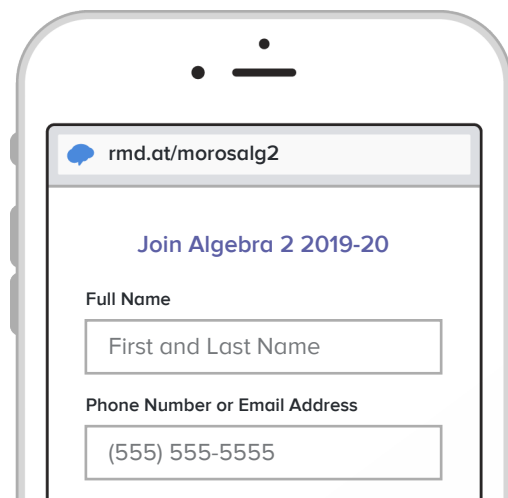 rmd.at/morosalg2
Join Algebra 2 2019-20
Full Name
First and Last Name
Phone Number or Email Address
(555) 555-5555